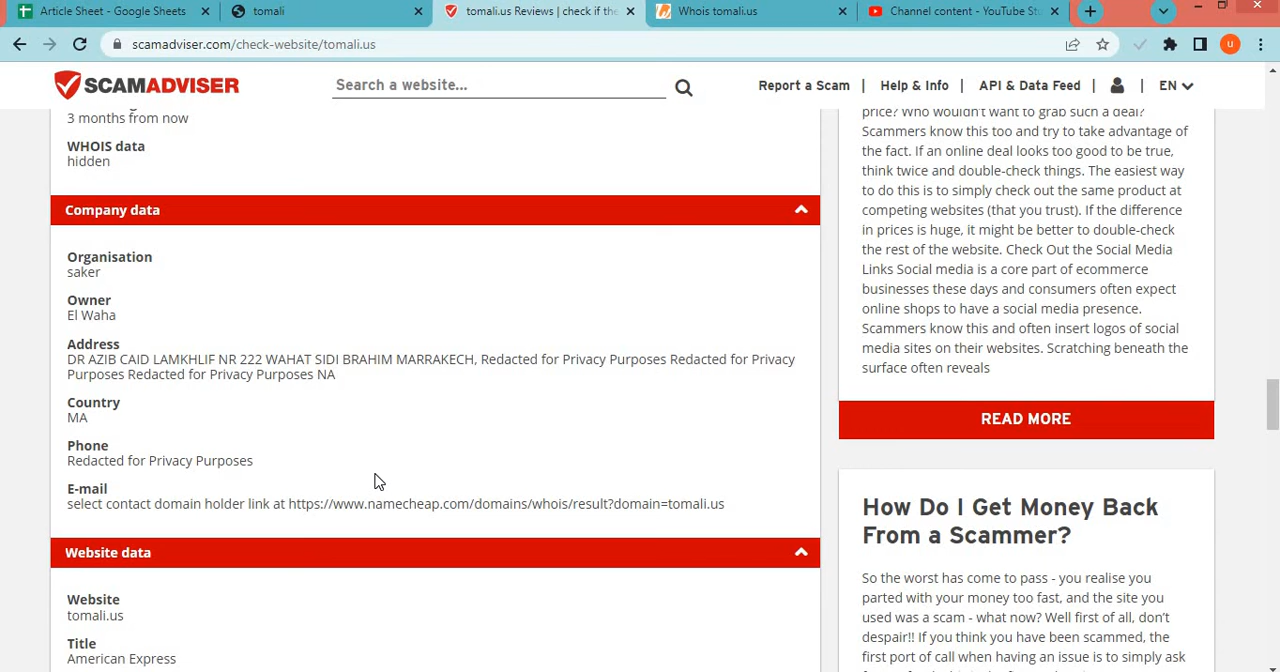 Article Sheet - Google Sheets
tomali
tomali.us Reviews | check if the
Whois tomali.us
Channel content - YouTube St
scamadviser.com/check-website/tomali.us
u
SCAMADVISER
Search a website...
Report a Scam | Help & Info | API & Data Feed | | EN
3 months from now
WHOIS data
hidden
Company data
Organisation
saker
Owner
El Waha
Address
DR AZIB CAID LAMKHLIF NR 222 WAHAT SIDI BRAHIM MARRAKECH, Redacted for Privacy Purposes Redacted for Privacy
Purposes Redacted for Privacy Purposes NA
Country
MA
Phone
Redacted for Privacy Purposes
E-mail
select contact domain holder link at https://www.namecheap.com/domains/whois/result?domain=tomali.us
Website data
Website
tomali.us
Title
American Express
price? Who wouldn't want to grab such a deal?
Scammers know this too and try to take advantage of
the fact. If an online deal looks too good to be true,
think twice and double-check things. The easiest way
to do this is to simply check out the same product at
competing websites (that you trust). If the difference
in prices is huge, it might be better to double-check
the rest of the website. Check Out the Social Media
Links Social media is a core part of ecommerce
businesses these days and consumers often expect
online shops to have a social media presence.
Scammers know this and often insert logos of social
media sites on their websites. Scratching beneath the
surface often reveals
READ MORE
How Do I Get Money Back
From a Scammer?
So the worst has come to pass - you realise you
parted with your money too fast, and the site you
used was a scam - what now? Well first of all, don't
despair!! If you think you have been scammed, the
first port of call when having an issue is to simply ask